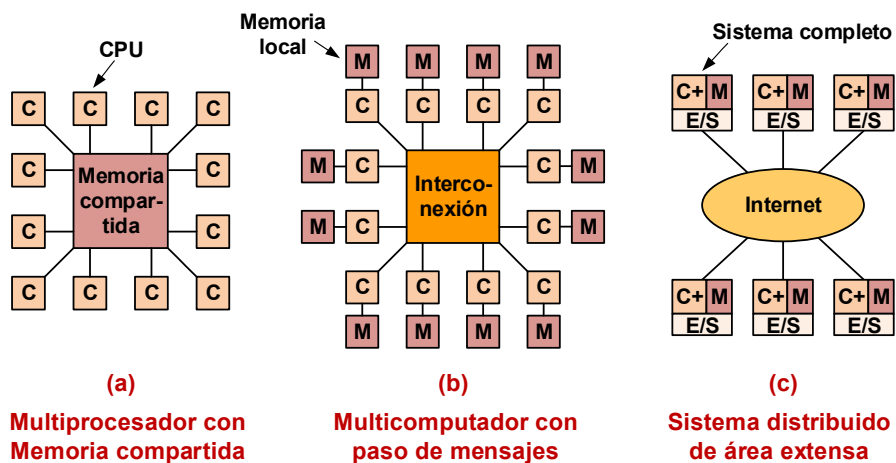 CPU
C
C
C
C
C
C
C
C
C
C
C
C
Memoria
compar-
tida
(a)
Multiprocesador con
Memoria compartida
Memoria
local
M
M
M
M
C
C
C
C
M
C
C
M
Interco-
nexión
M
C
C
M
C
C
C
C
M
M
M
M
(b)
Multicomputador con
paso de mensajes
Sistema completo
C+ M
E/S
C+ M
E/S
C+ M
E/S
Internet
C+ M
E/S
C+ M
E/S
C+ M
E/S
(c)
Sistema distribuido
de área extensa